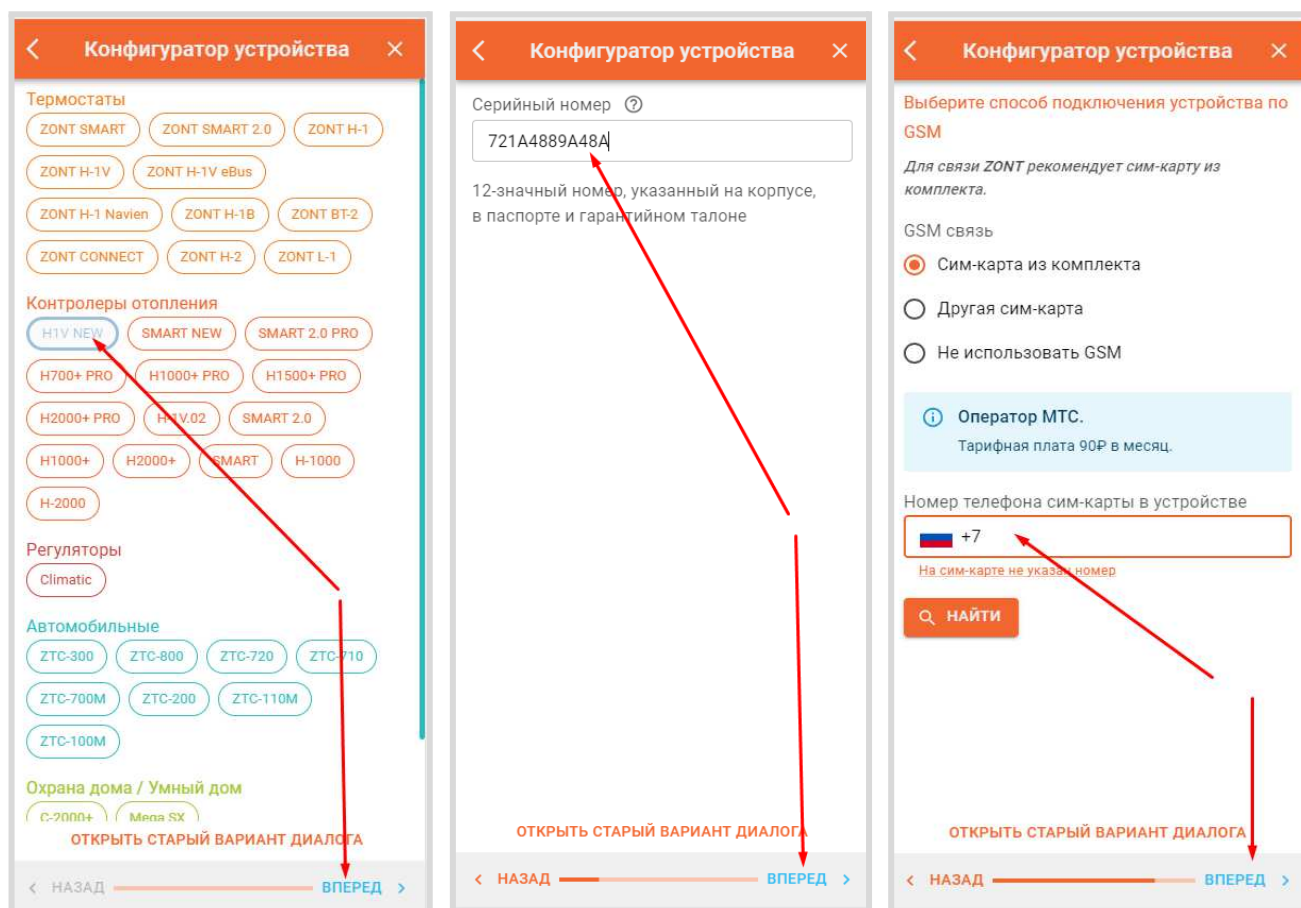 Конфигуратор устройства
Термостаты
ZONT SMART ZONT SMART 2.0 ZONT H-1
ZONT H-1V ZONT H-1V eBus
ZONT H-1 Navien ZONT H-1B ZONT BT-2
ZONT CONNECT ZONT H-2 ZONT L-1
Контролеры отопления
H1V NEW SMART NEW SMART 2.0 PRO
H700+ PRO H1000+ PRO H1500+ PRO
H2000+ PRO H-1V.02 SMART 2.0
H1000+ H2000+ SMART H-1000
H-2000
Регуляторы
Climatic
Автомобильные
ZTC-300 ZTC-800 ZTC-720 ZTC-710
ZTC-700M ZTC-200 ZTC-110M
ZTC-100M
Охрана дома / Умный дом
C-2000+ Mega SX
ОТКРЫТЬ СТАРЫЙ ВАРИАНТ ДИАЛОГА
НАЗАД ВПЕРЕД
Конфигуратор устройства
Серийный номер
721A4889A48A
12-значный номер, указанный на корпусе,
в паспорте и гарантийном талоне
ОТКРЫТЬ СТАРЫЙ ВАРИАНТ ДИАЛОГА
НАЗАД ВПЕРЕД
Конфигуратор устройства
Выберите способ подключения устройства по
GSM
Для связи ZONT рекомендует сим-карту из
комплекта.
GSM связь
Сим-карта из комплекта
Другая сим-карта
Не использовать GSM
Оператор МТС.
Тарифная плата 90₽ в месяц.
Номер телефона сим-карты в устройстве
+7
На сим-карте не указан номер
НАЙТИ
ОТКРЫТЬ СТАРЫЙ ВАРИАНТ ДИАЛОГА
НАЗАД ВПЕРЕД